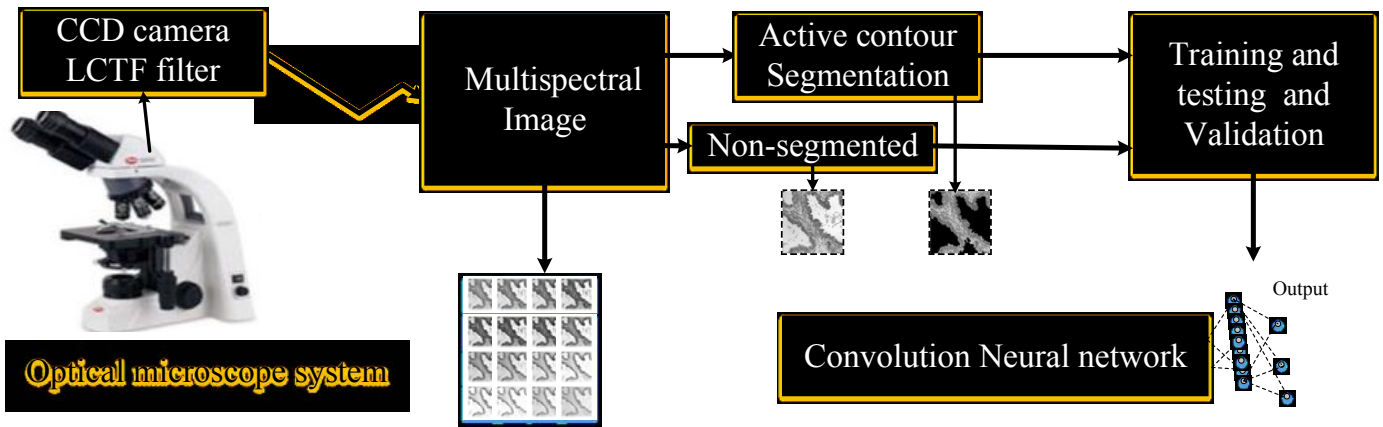 CCD camera
LCTF filter
Multispectral
Image
Active contour
Segmentation
Non-segmented
Training and
testing and
Validation
Optical microscope system
Convolution Neural network
Output